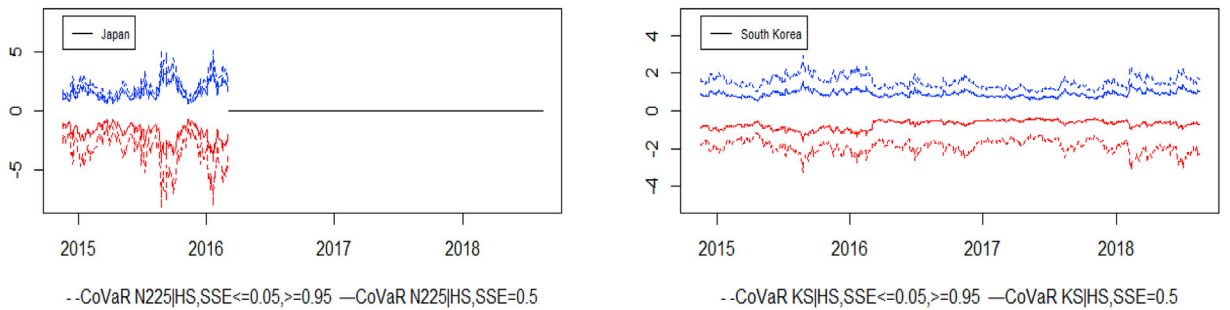 Japan
5
0
-5
2015 2016 2017 2018
- -CoVaR N225|HS,SSE<=0.05,>=0.95 —CoVaR N225|HS,SSE=0.5
South Korea
4
2
0
-2
-4
2015 2016 2017 2018
- -CoVaR KS|HS,SSE<=0.05,>=0.95 —CoVaR KS|HS,SSE=0.5